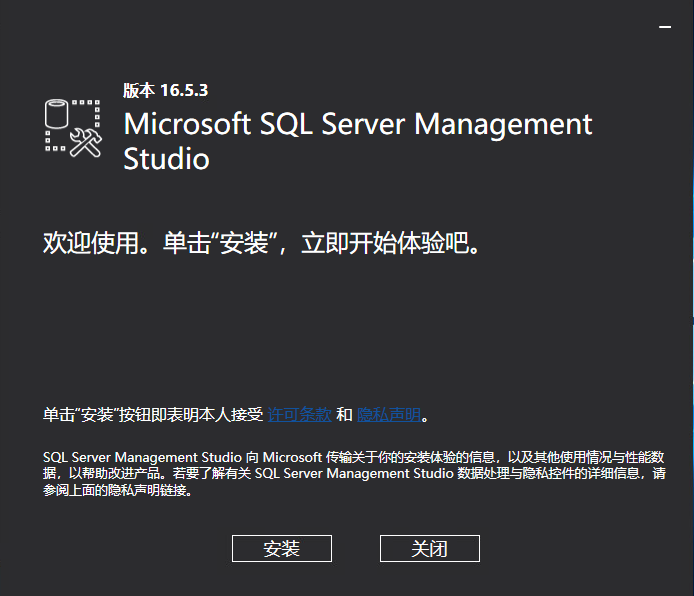 版本 16.5.3
Microsoft SQL Server Management
Studio
欢迎使用。单击“安装”，立即开始体验吧。
单击“安装”按钮即表明本人接受 许可条款 和 隐私声明。
SQL Server Management Studio 向 Microsoft 传输关于你的安装体验的信息，以及其他使用情况与性能数
据，以帮助改进产品。若要了解有关 SQL Server Management Studio 数据处理与隐私控件的详细信息，请
参阅上面的隐私声明链接。
安装
关闭